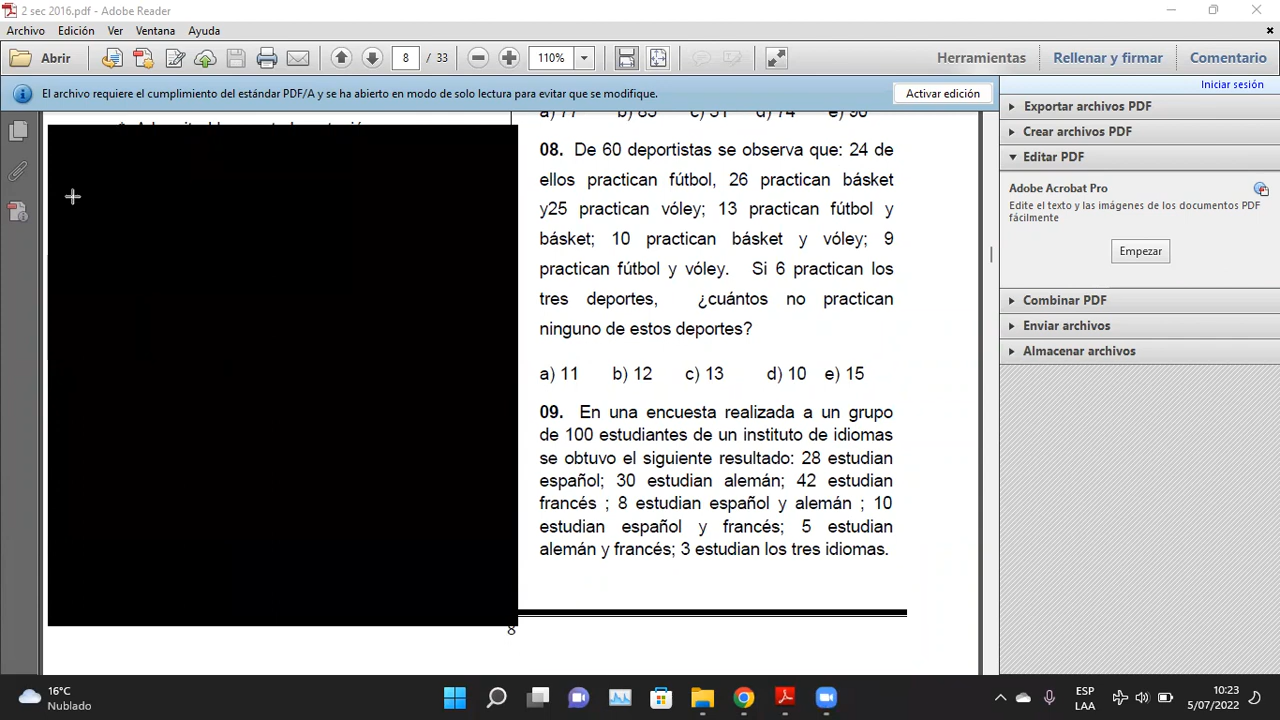 2 sec 2016.pdf - Adobe Reader
Archivo Edición Ver Ventana Ayuda
Abrir 8 / 33 110% Herramientas Rellenar y firmar Comentario
El archivo requiere el cumplimiento del estándar PDF/A y se ha abierto en modo de solo lectura para evitar que se modifique. Activar edición
Iniciar sesión
Exportar archivos PDF
Crear archivos PDF
Editar PDF
Adobe Acrobat Pro
Edite el texto y las imágenes de los documentos PDF
fácilmente
Empezar
Combinar PDF
Enviar archivos
Almacenar archivos
08. De 60 deportistas se observa que: 24 de
ellos practican fútbol, 26 practican básket
y25 practican vóley; 13 practican fútbol y
básket; 10 practican básket y vóley; 9
practican fútbol y vóley. Si 6 practican los
tres deportes, ¿cuántos no practican
ninguno de estos deportes?
a) 11 b) 12 c) 13 d) 10 e) 15
09. En una encuesta realizada a un grupo
de 100 estudiantes de un instituto de idiomas
se obtuvo el siguiente resultado: 28 estudian
español; 30 estudian alemán; 42 estudian
francés ; 8 estudian español y alemán ; 10
estudian español y francés; 5 estudian
alemán y francés; 3 estudian los tres idiomas.
8
16°C
Nublado
ESP
LAA
10:23
5/07/2022